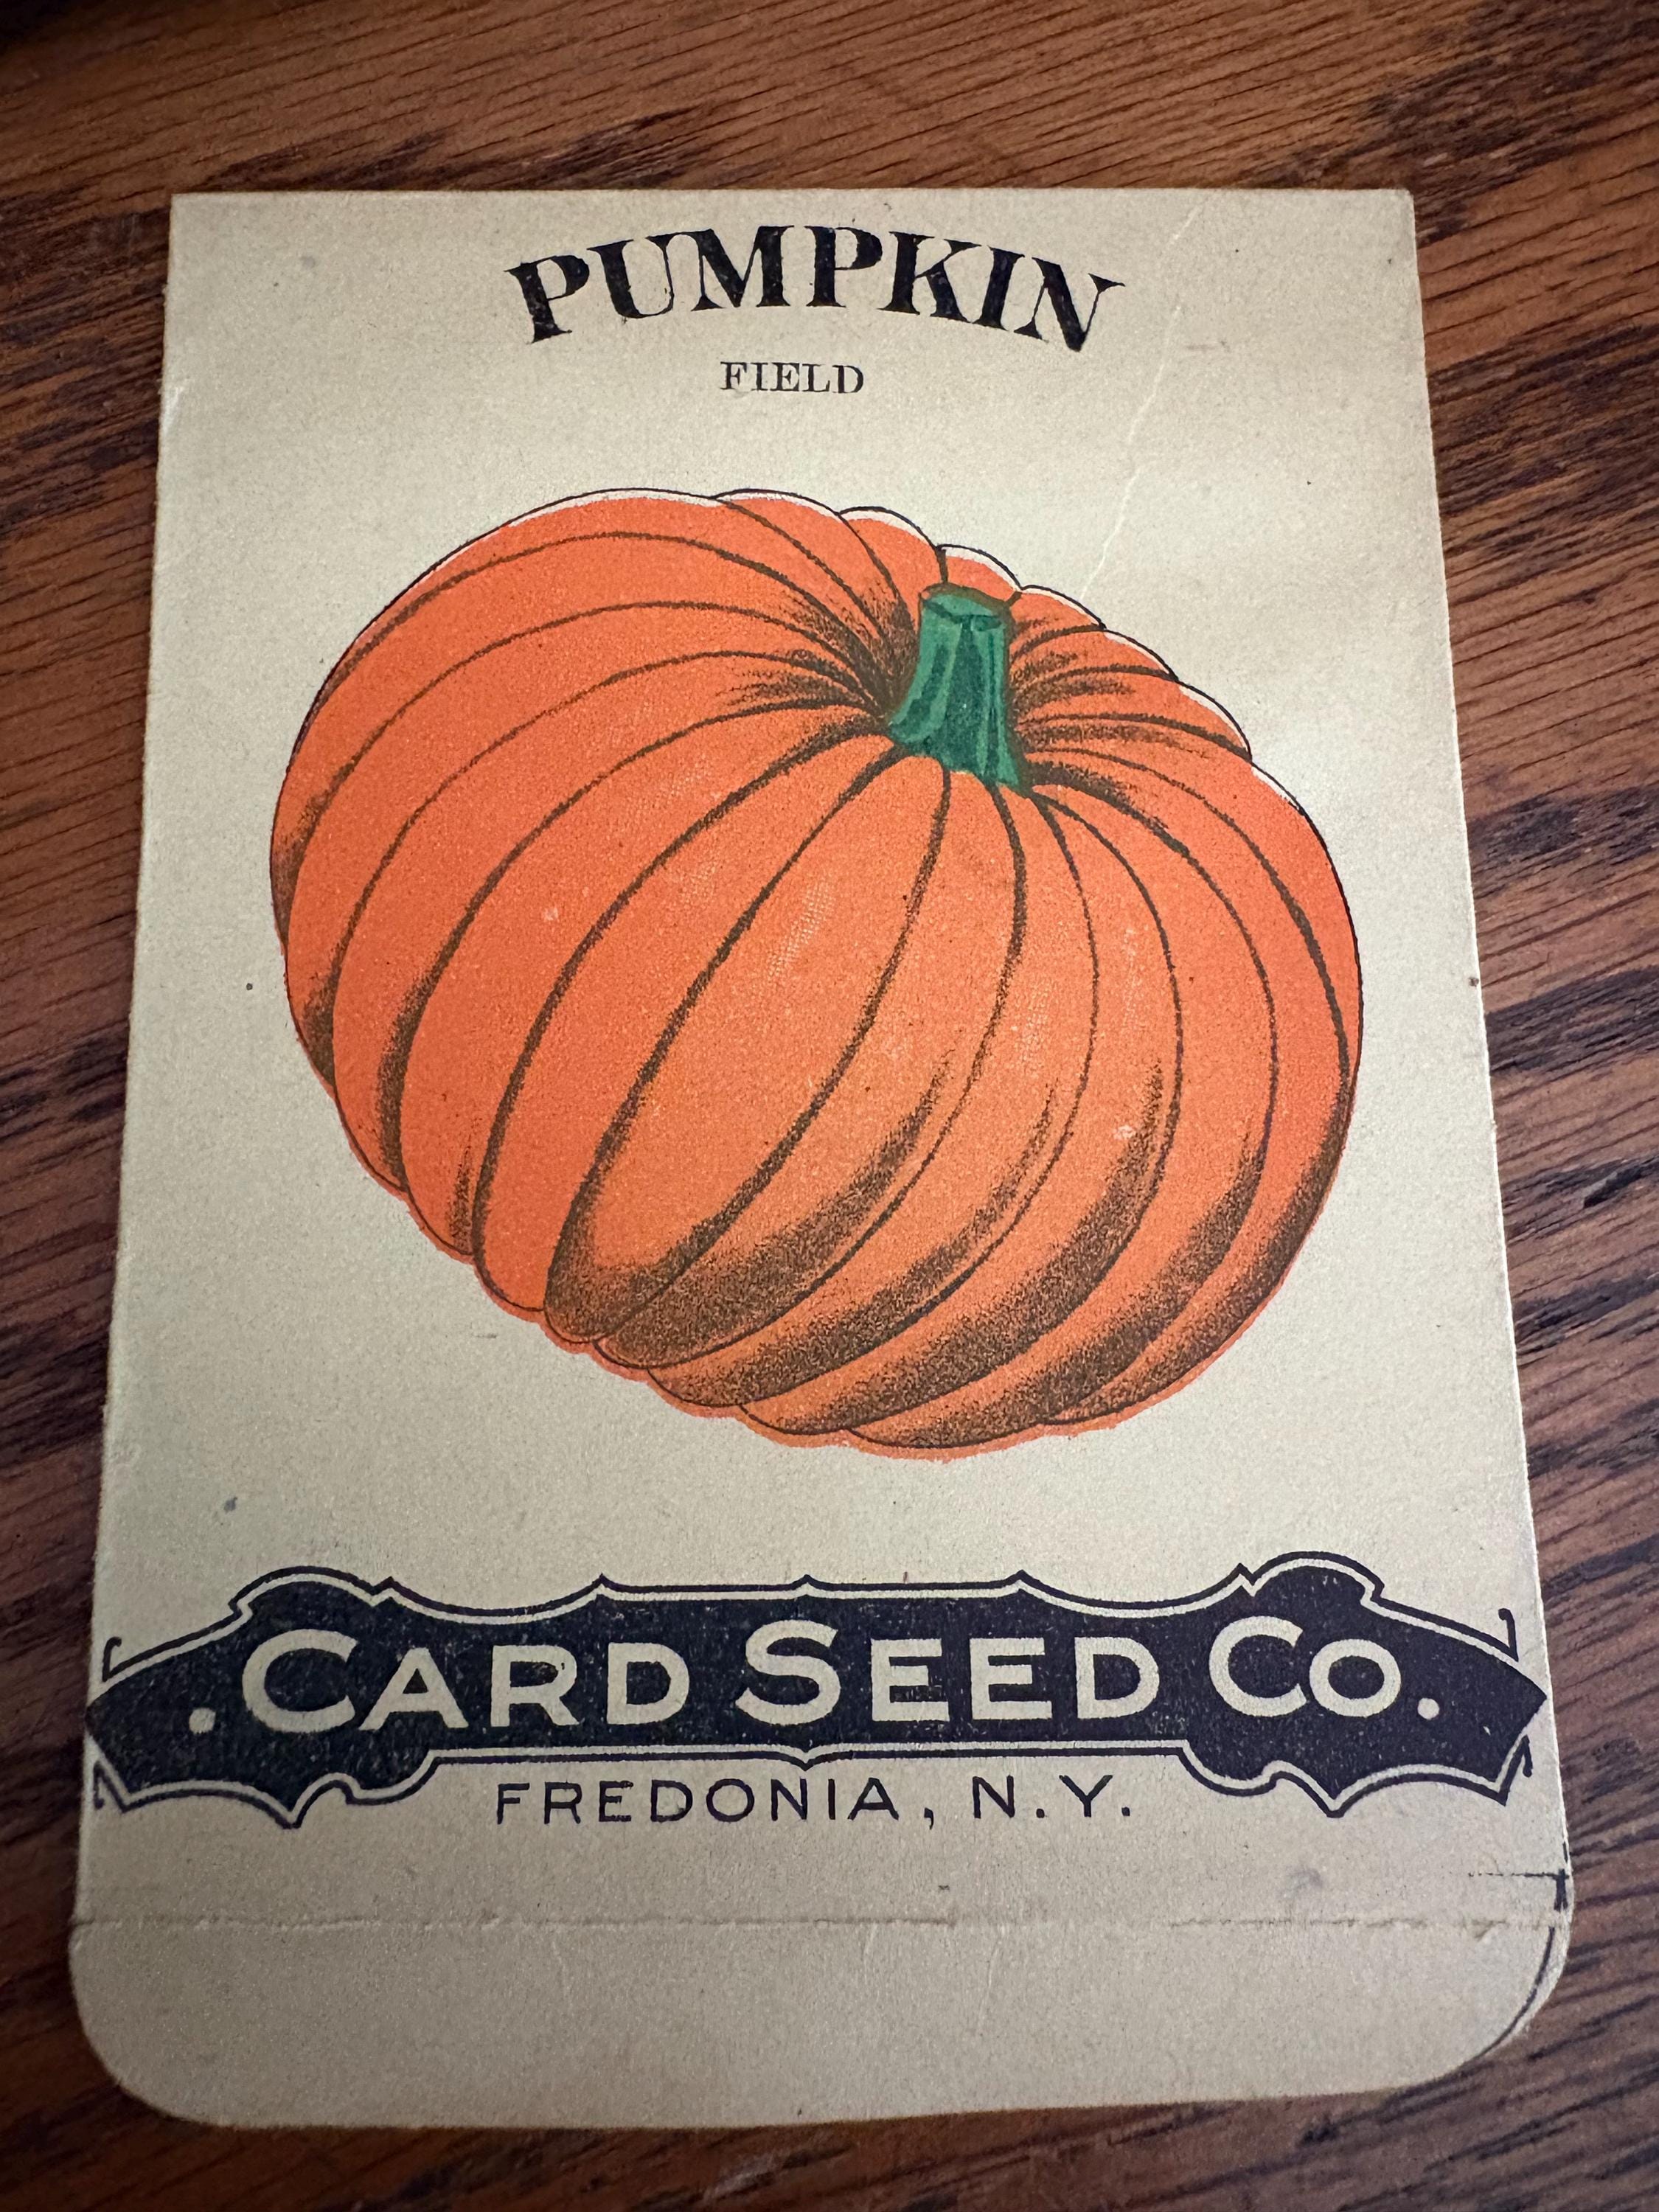 PUMPKIN
FIELD
. CARD SEED CO.
FREDONIA, N.Y.